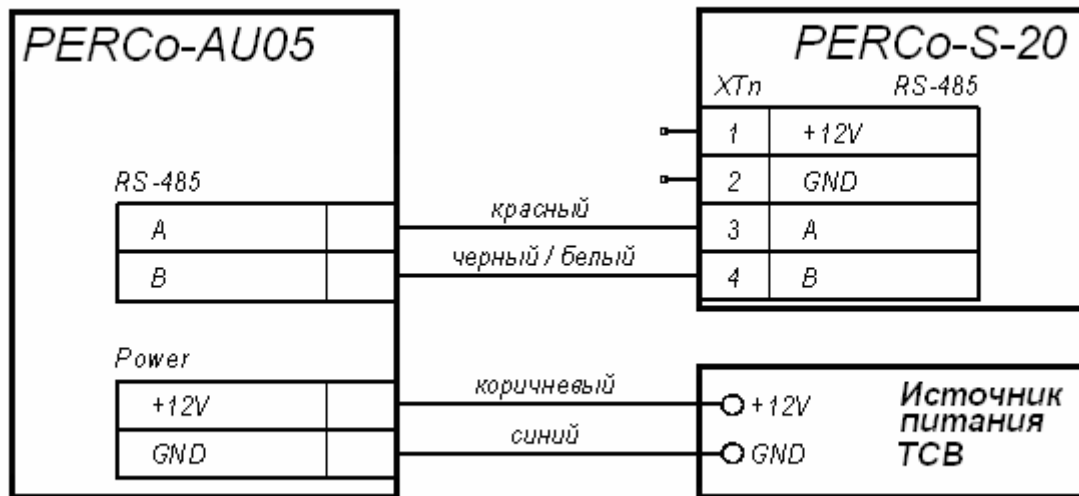 PERCo-AU05
RS-485
A
B
Power
+12V
GND
красный
черный / белый
коричневый
синий
PERCo-S-20
XTn RS-485
1 +12V
2 GND
3 A
4 B
+12V
GND
Источник
питания
ТСВ